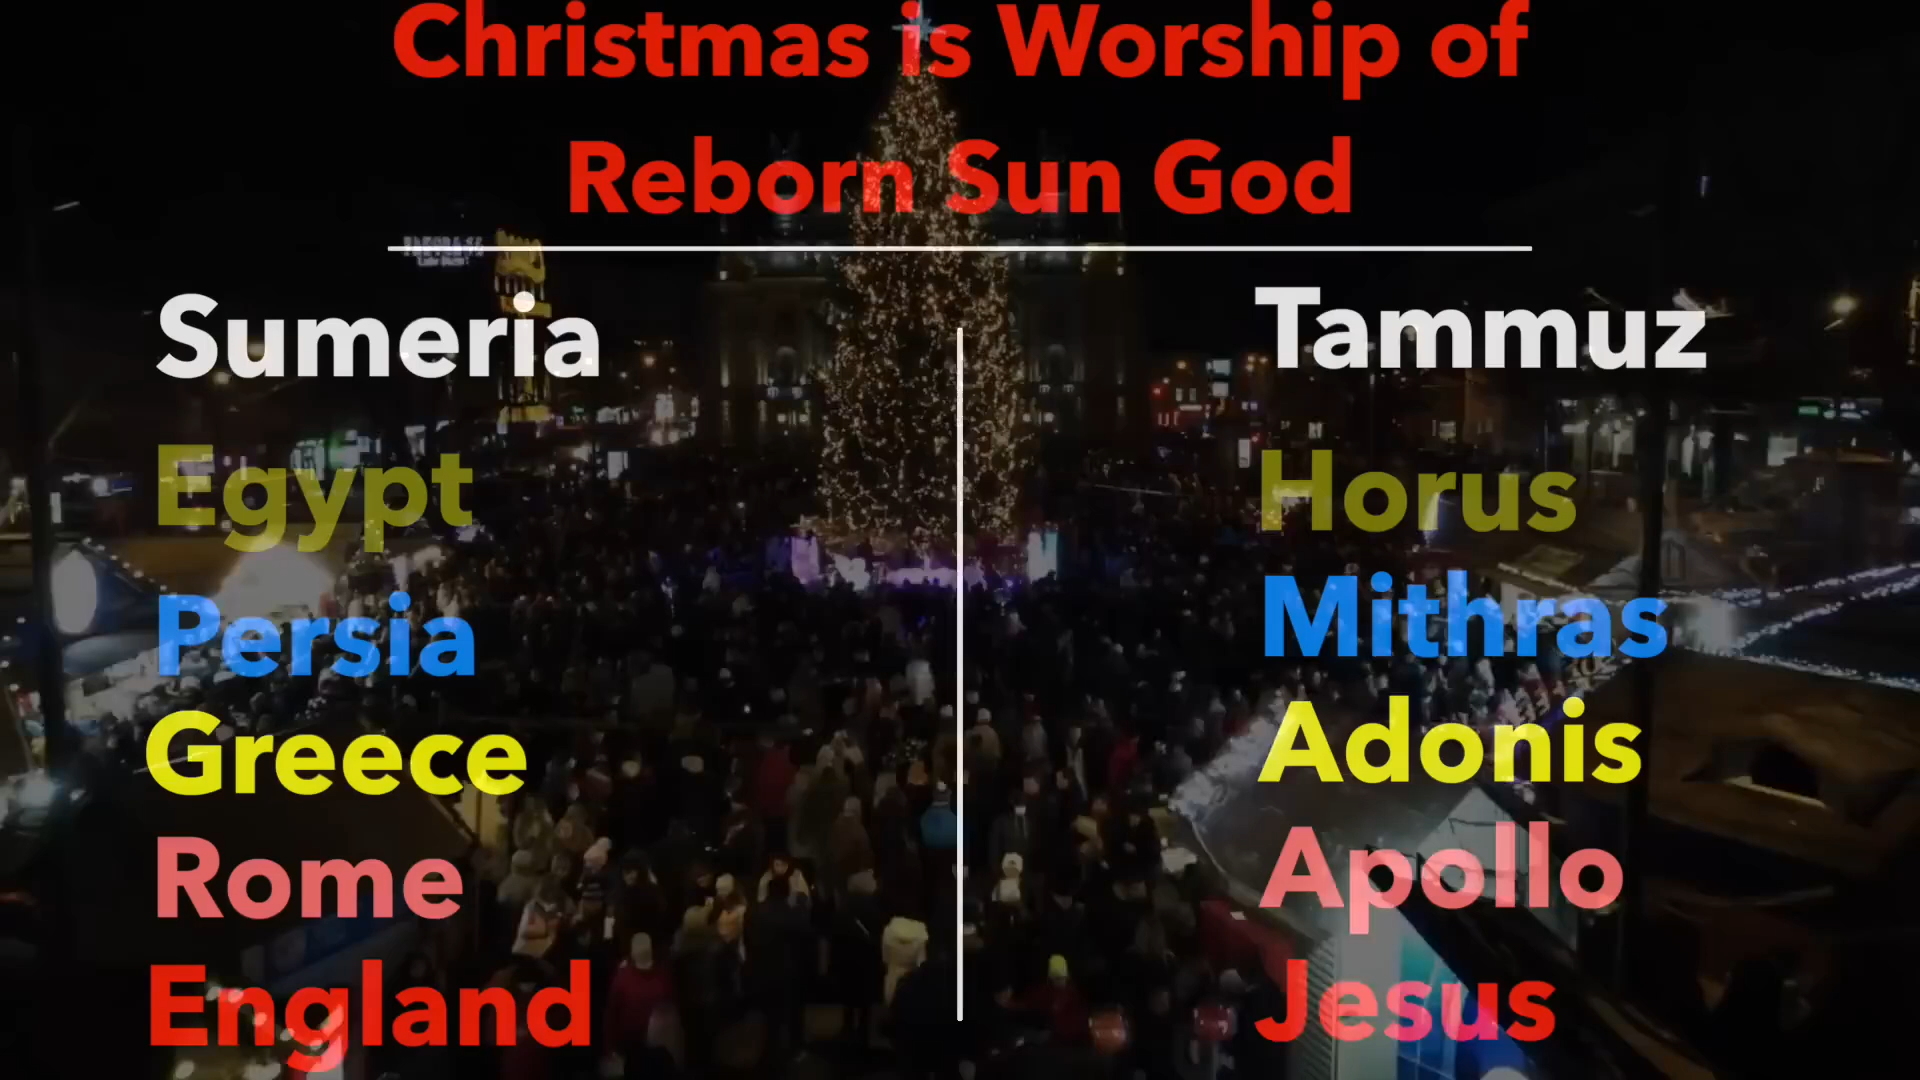 Christmas is Worship of
Reborn Sun God
Sumeria Tammuz
Egypt Horus
Persia Mithras
Greece Adonis
Rome Apollo
England Jesus